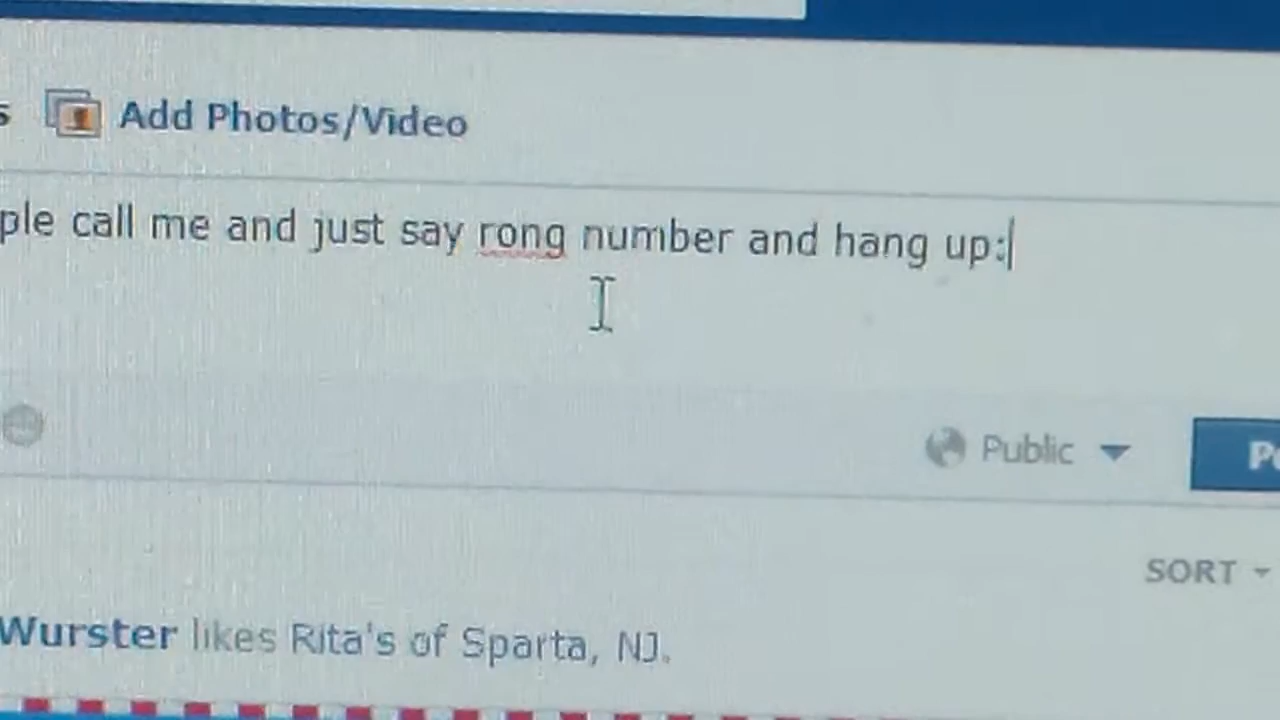 Add Photos/Video
ple call me and just say rong number and hang up:
Public
SORT
Wurster likes Rita's of Sparta, NJ.